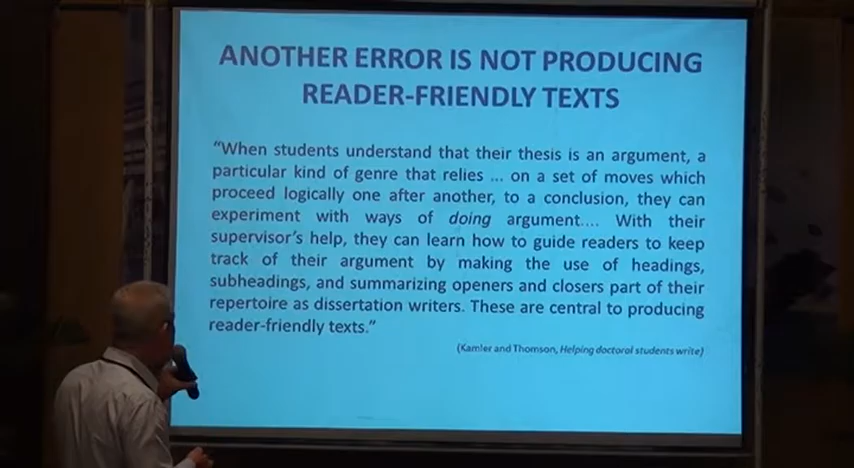 ANOTHER ERROR IS NOT PRODUCING
READER-FRIENDLY TEXTS
“When students understand that their thesis is an argument, a
particular kind of genre that relies ... on a set of moves which
proceed logically one after another, to a conclusion, they can
experiment with ways of doing argument.... With their
supervisor's help, they can learn how to guide readers to keep
track of their argument by making the use of headings,
subheadings, and summarizing openers and closers part of their
repertoire as dissertation writers. These are central to producing
reader-friendly texts.”
(Kamler and Thomson, Helping doctoral students write)